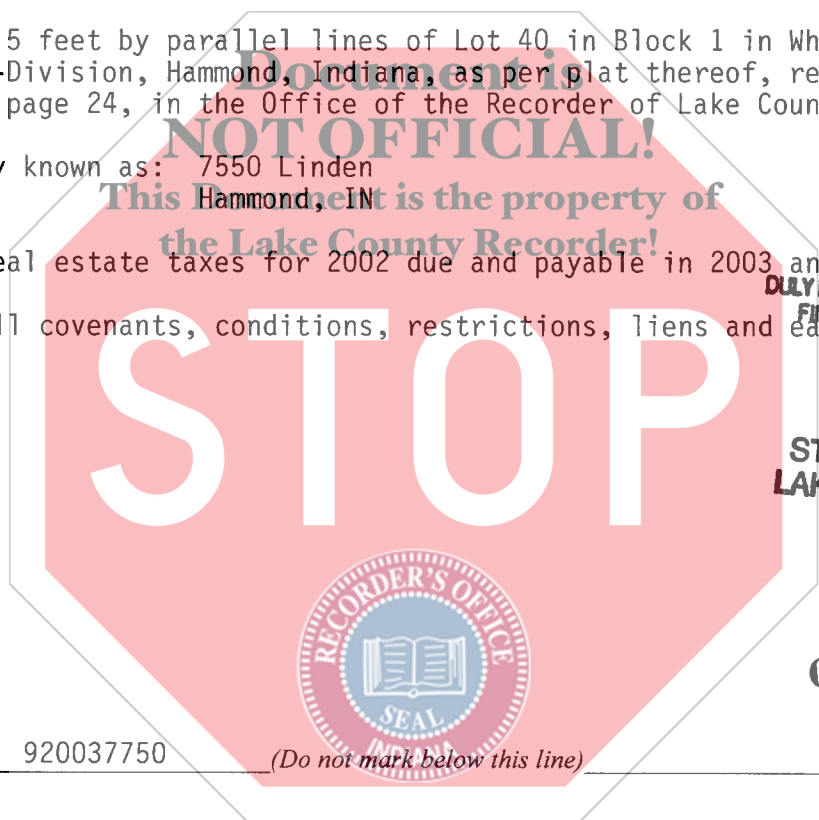 5 feet by parallel lines of Lot 40 in Block 1 in Wh
-Division, Hammond, Indiana, as per plat thereof, re
page 24, in the Office of the Recorder of Lake Coun
Document is
NOT OFFICIAL!
This Document is the property of
the Lake County Recorder!
y known as: 7550 Linden
Hammond, IN
eal estate taxes for 2002 due and payable in 2003 an
DULY
FI
ll covenants, conditions, restrictions, liens and ea
STOP
ST
LAK
RECORDER'S OFFICE
SEAL
INDIANA
920037750
(Do not mark below this line)